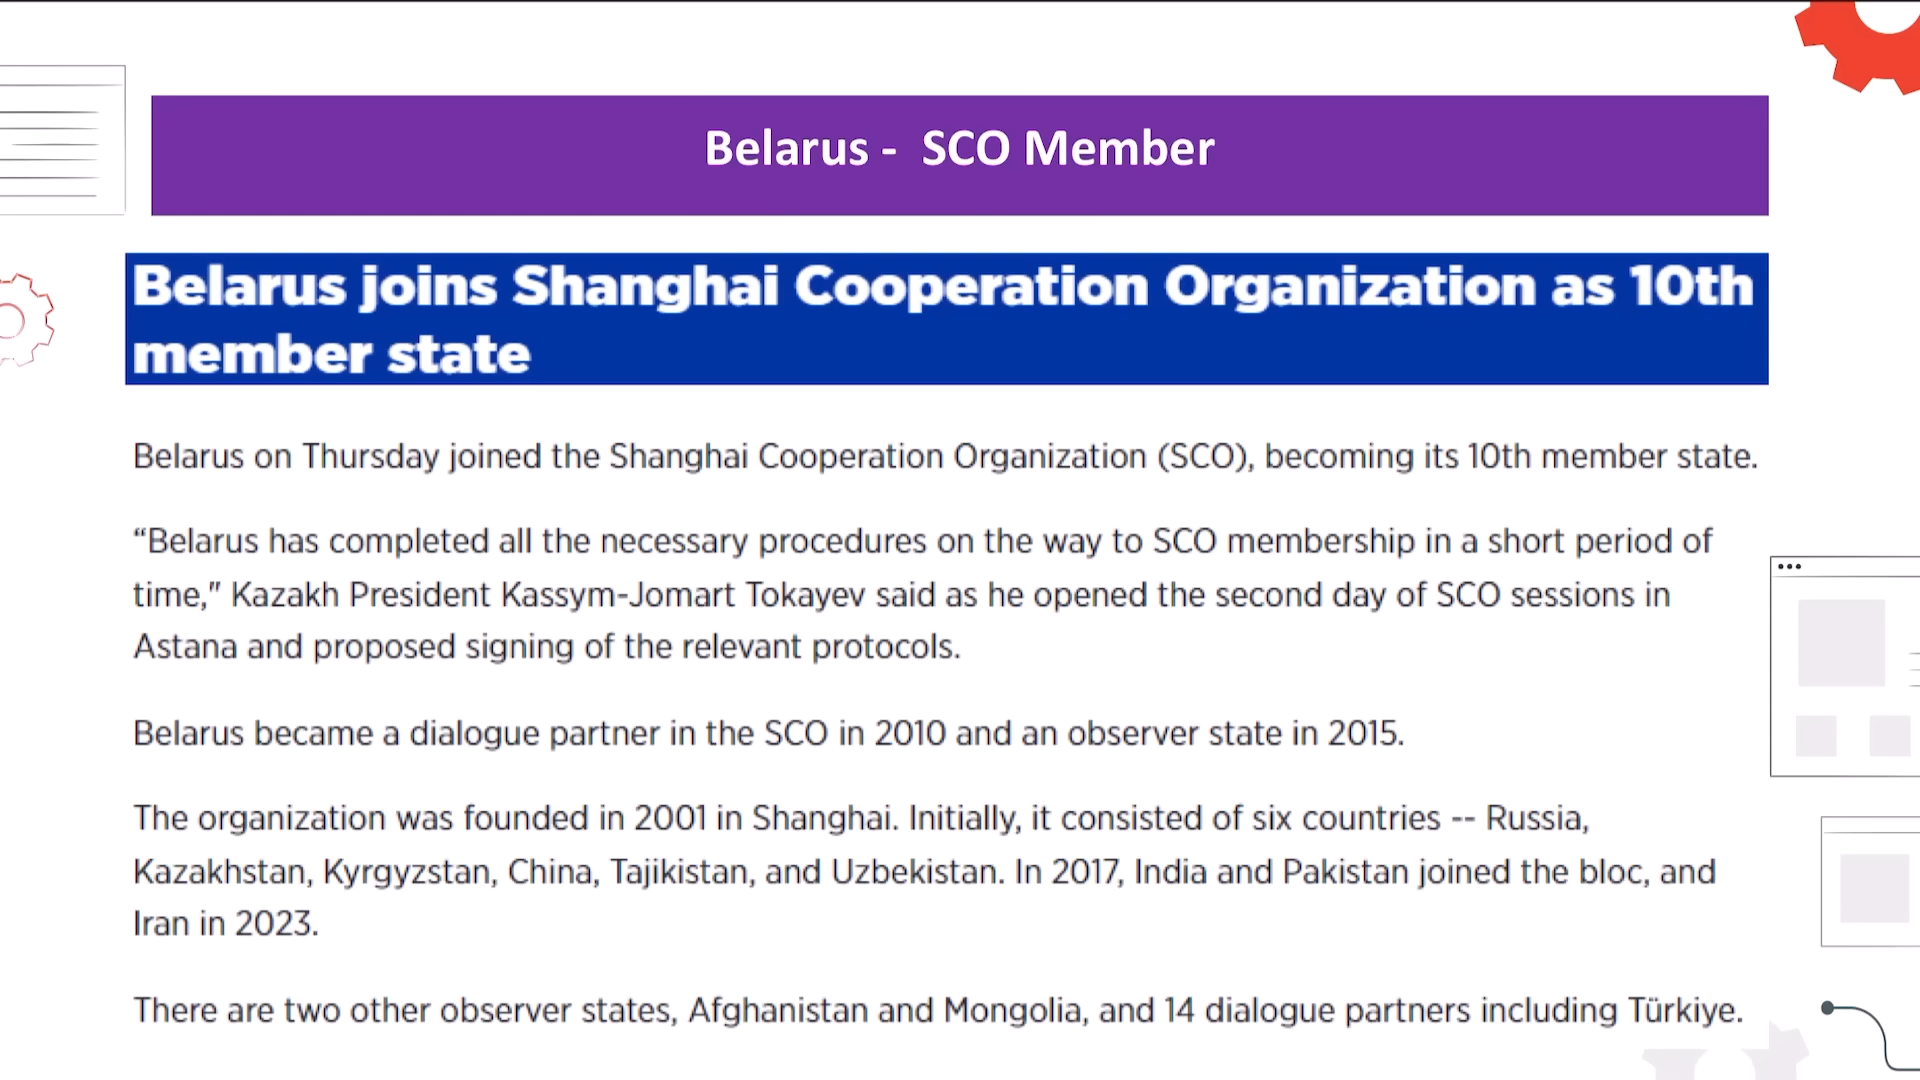 Belarus -  SCO Member
Belarus joins Shanghai Cooperation Organization as 10th
member state
Belarus on Thursday joined the Shanghai Cooperation Organization (SCO), becoming its 10th member state.
“Belarus has completed all the necessary procedures on the way to SCO membership in a short period of
time," Kazakh President Kassym-Jomart Tokayev said as he opened the second day of SCO sessions in
Astana and proposed signing of the relevant protocols.
Belarus became a dialogue partner in the SCO in 2010 and an observer state in 2015.
The organization was founded in 2001 in Shanghai. Initially, it consisted of six countries -- Russia,
Kazakhstan, Kyrgyzstan, China, Tajikistan, and Uzbekistan. In 2017, India and Pakistan joined the bloc, and
Iran in 2023.
There are two other observer states, Afghanistan and Mongolia, and 14 dialogue partners including Türkiye.